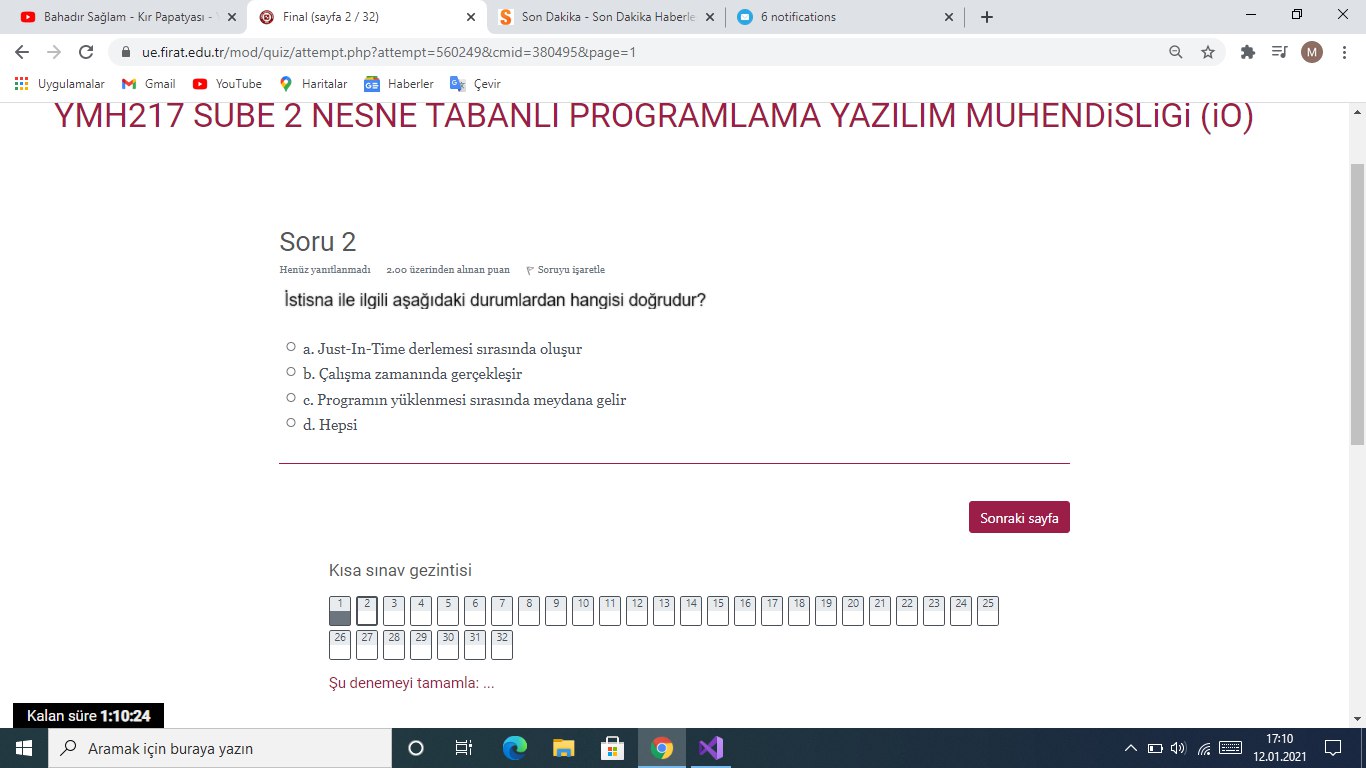 Bahadır Sağlam - Kır Papatyası -
Final (sayfa 2 / 32)
Son Dakika - Son Dakika Haberle
6 notifications
ue.firat.edu.tr/mod/quiz/attempt.php?attempt=560249&cmid=380495&page=1
M
Uygulamalar
Gmail
YouTube
Haritalar
Haberler
Çevir
YMH217 SUBE 2 NESNE TABANLI PROGRAMLAMA YAZILIM MUHENDiSLiGi (iO)
Soru 2
Henüz yanıtlanmadı 2.00 üzerinden alınan puan Soruyu işaretle
İstisna ile ilgili aşağıdaki durumlardan hangisi doğrudur?
a. Just-In-Time derlemesi sırasında oluşur
b. Çalışma zamanında gerçekleşir
c. Programın yüklenmesi sırasında meydana gelir
d. Hepsi
Sonraki sayfa
Kısa sınav gezintisi
1 2 3 4 5 6 7 8 9 10 11 12 13 14 15 16 17 18 19 20 21 22 23 24 25
26 27 28 29 30 31 32
Şu denemeyi tamamla: ...
Kalan süre 1:10:24
Aramak için buraya yazın
17:10
12.01.2021